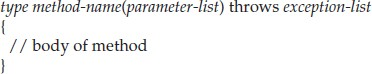 type method-name(parameter-list) throws exception-list
{
// body of method
}